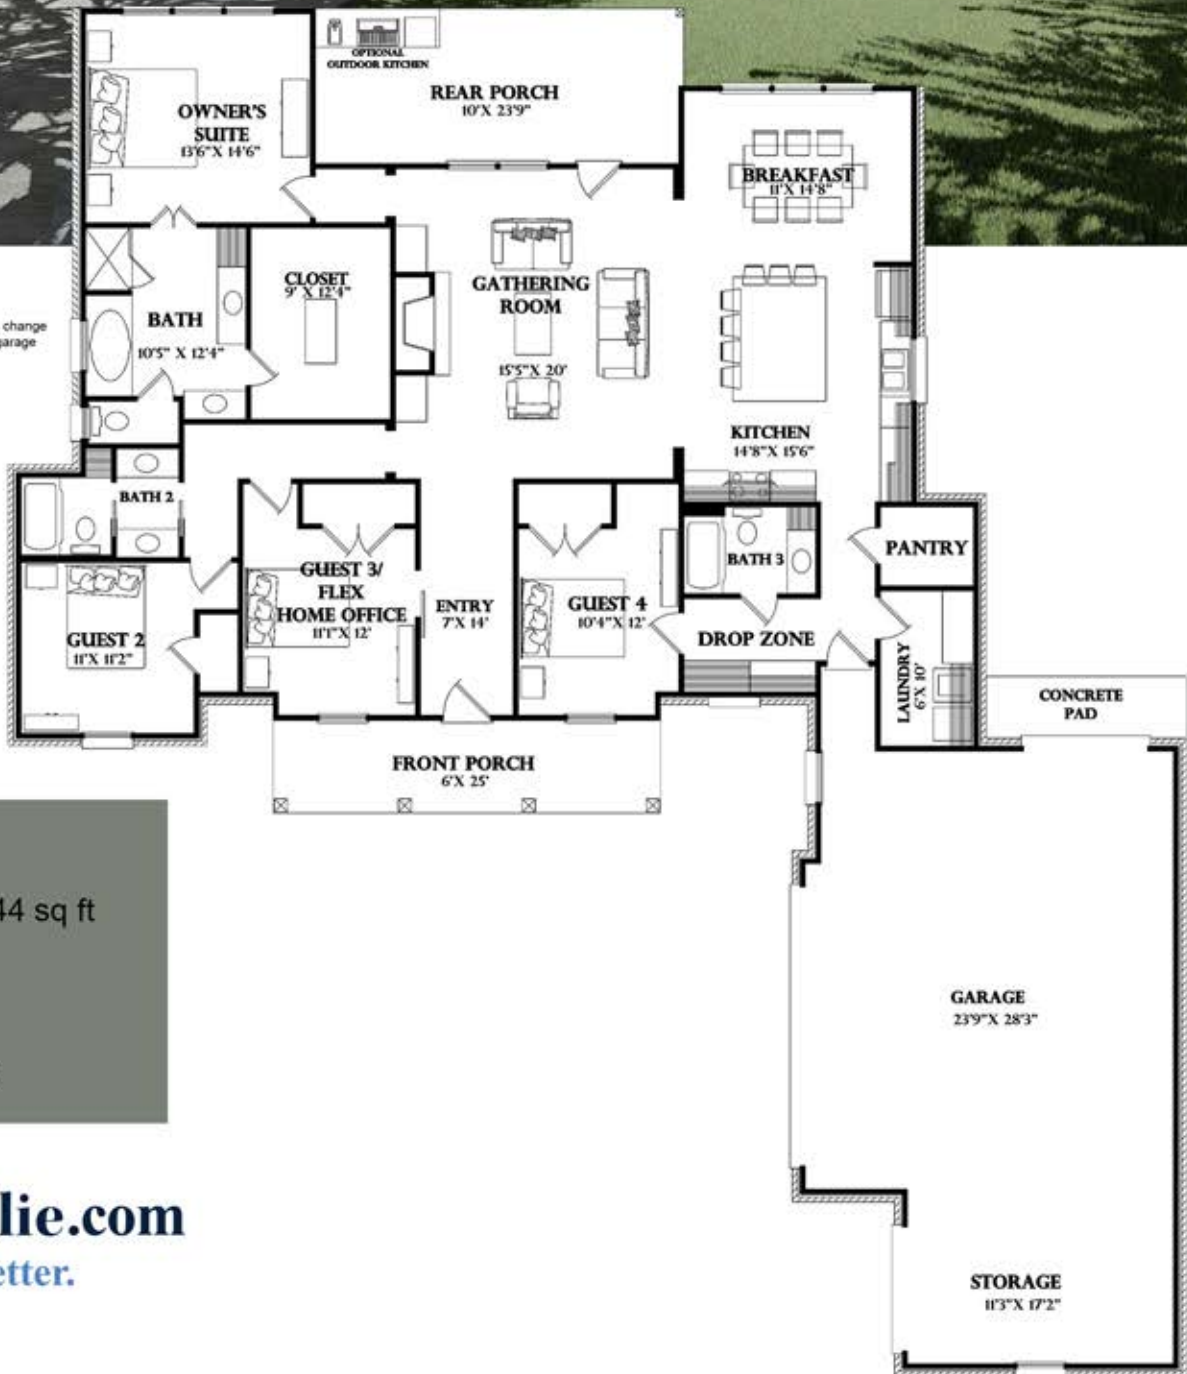 OPTIONAL
OUTDOOR KITCHEN
REAR PORCH
10'X 23'9"
OWNER'S
SUITE
13'6"X 14'6"
BREAKFAST
11'X 14'8"
CLOSET
9' X 12'4"
GATHERING
ROOM
15'5"X 20'
BATH
10'5" X 12'4"
change
garage
KITCHEN
14'8"X 15'6"
BATH 2
BATH 3
PANTRY
GUEST 3/
FLEX
HOME OFFICE
11'1"X 12'
ENTRY
7'X 14'
GUEST 4
10'4"X 12'
GUEST 2
11'X 11'2"
DROP ZONE
LAUNDRY
6'X 10'
CONCRETE
PAD
FRONT PORCH
6'X 25'
44 sq ft
GARAGE
23'9"X 28'3"
lie.com
etter.
STORAGE
11'3"X 17'2"